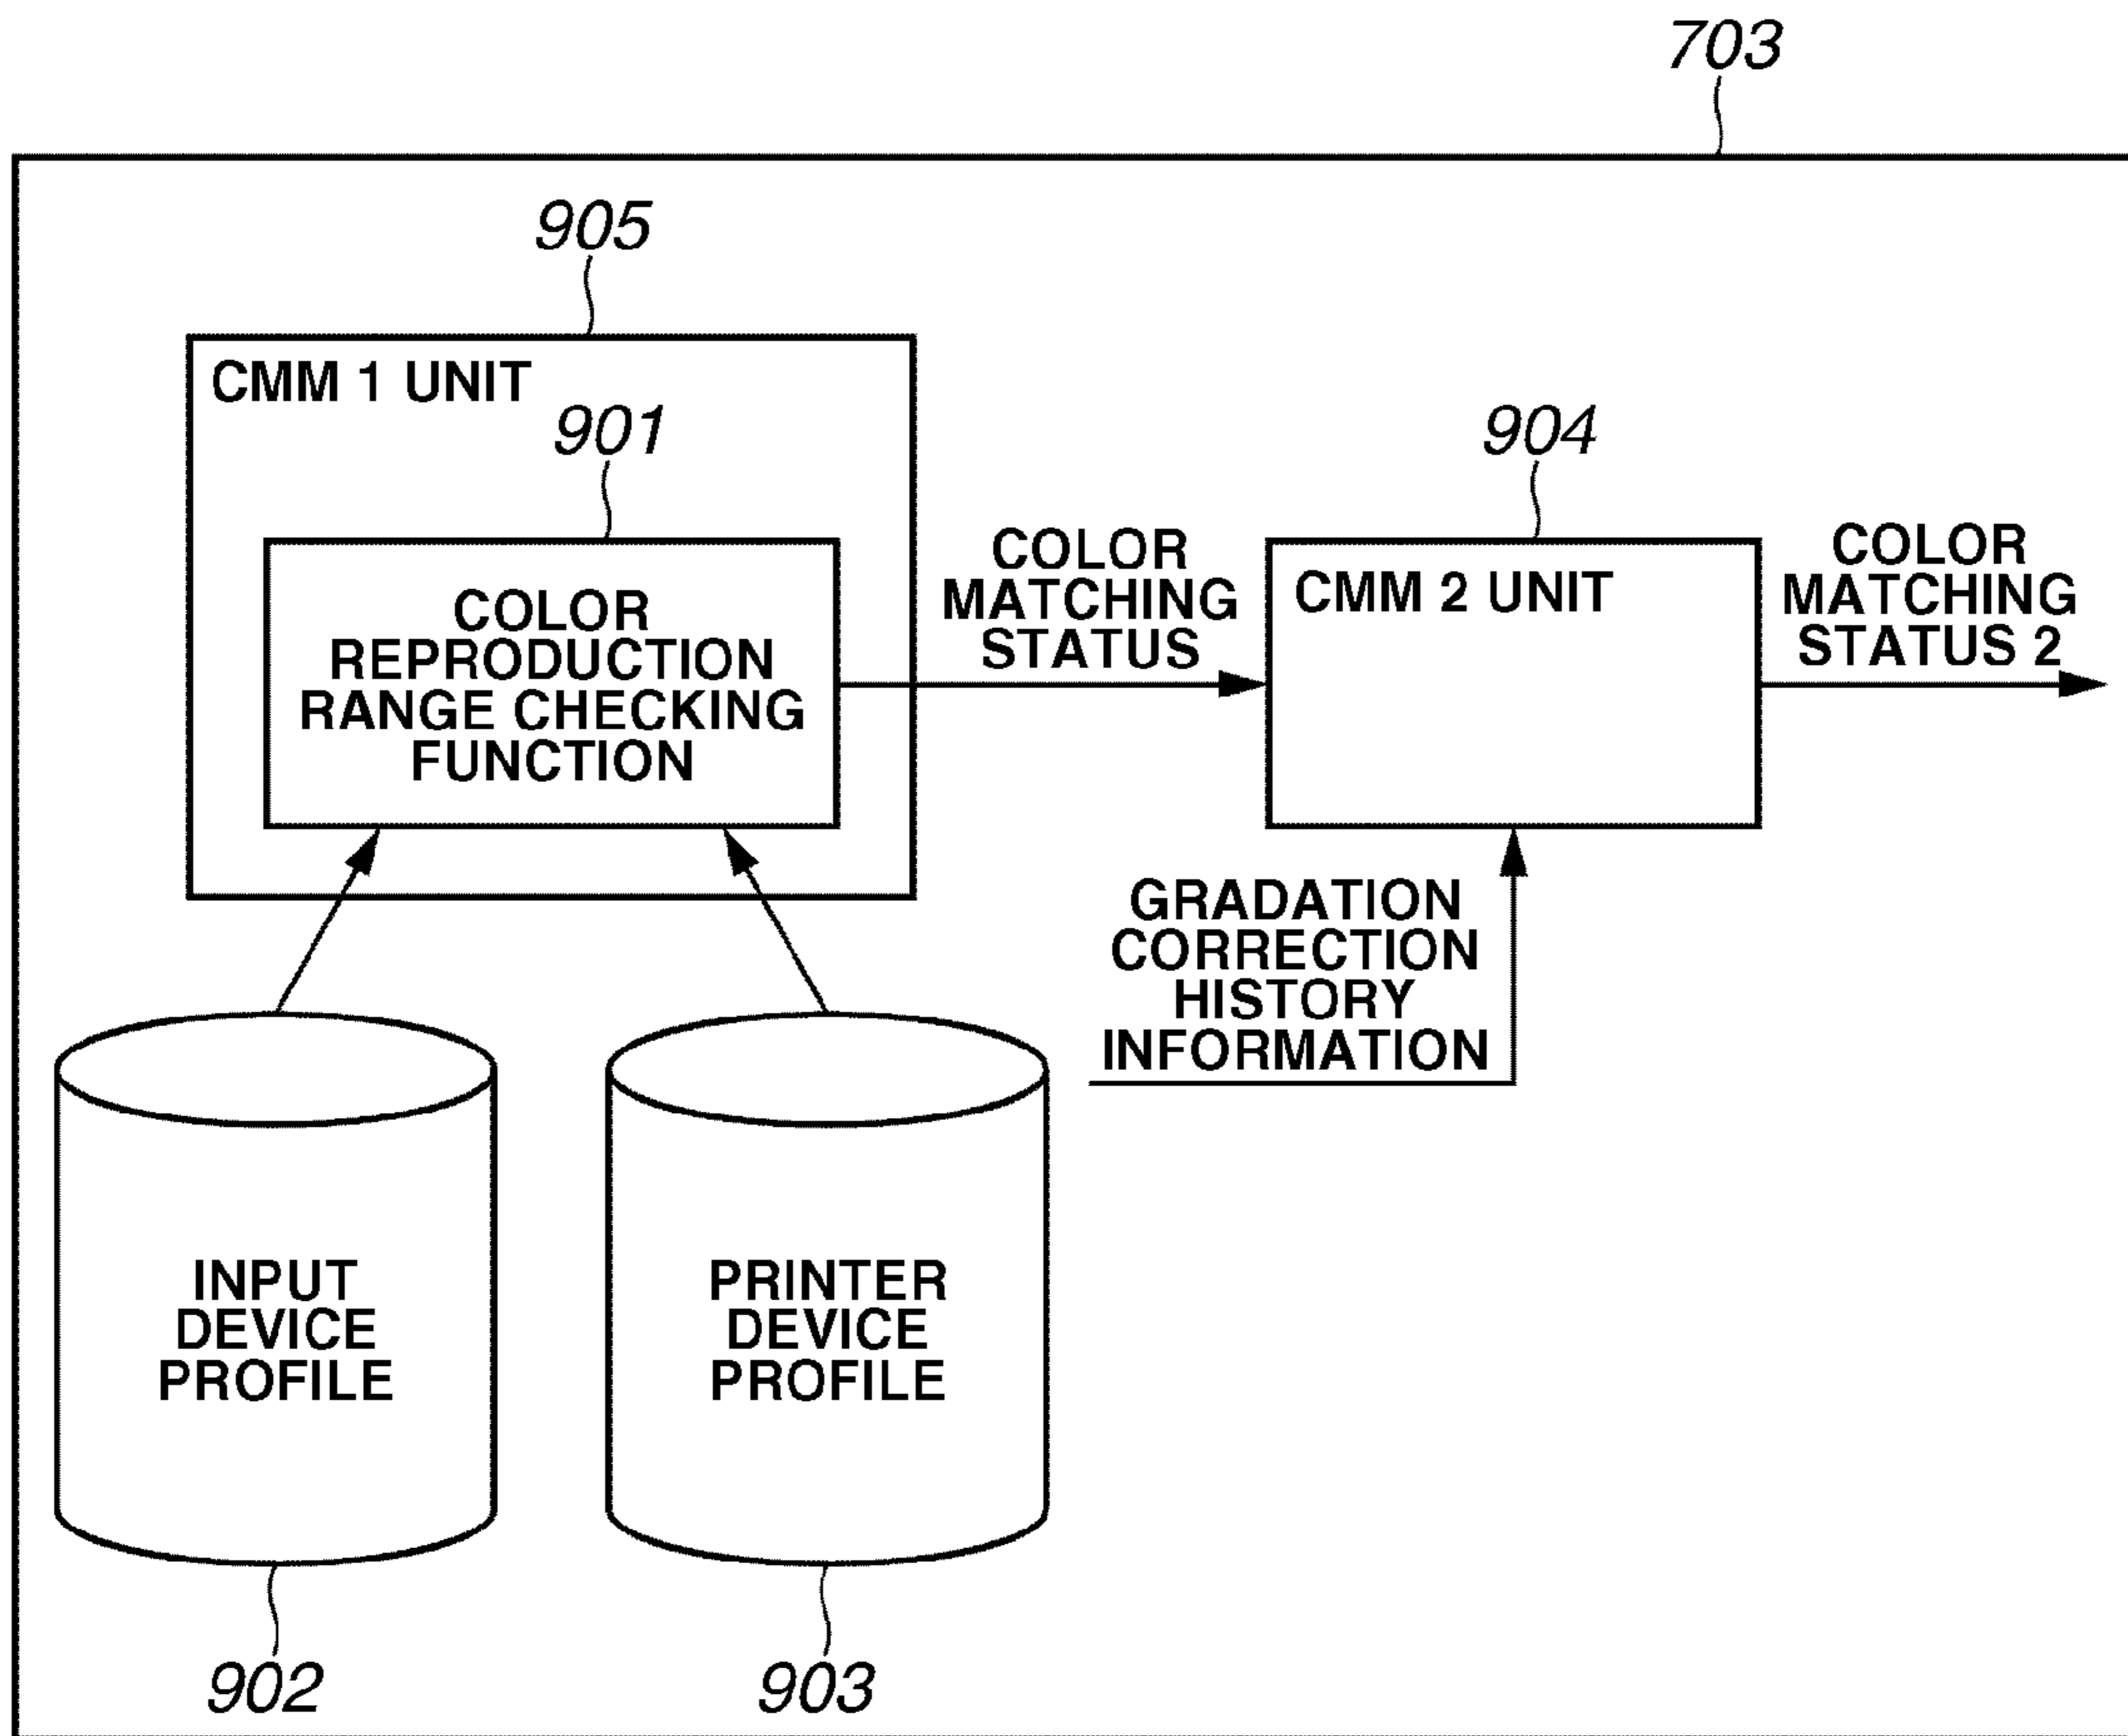 703
905
CMM 1 UNIT
901
904
COLOR
REPRODUCTION
RANGE CHECKING
FUNCTION
COLOR
MATCHING
STATUS
CMM 2 UNIT
COLOR
MATCHING
STATUS 2
GRADATION
CORRECTION
HISTORY
INFORMATION
INPUT
DEVICE
PROFILE
PRINTER
DEVICE
PROFILE
902
903